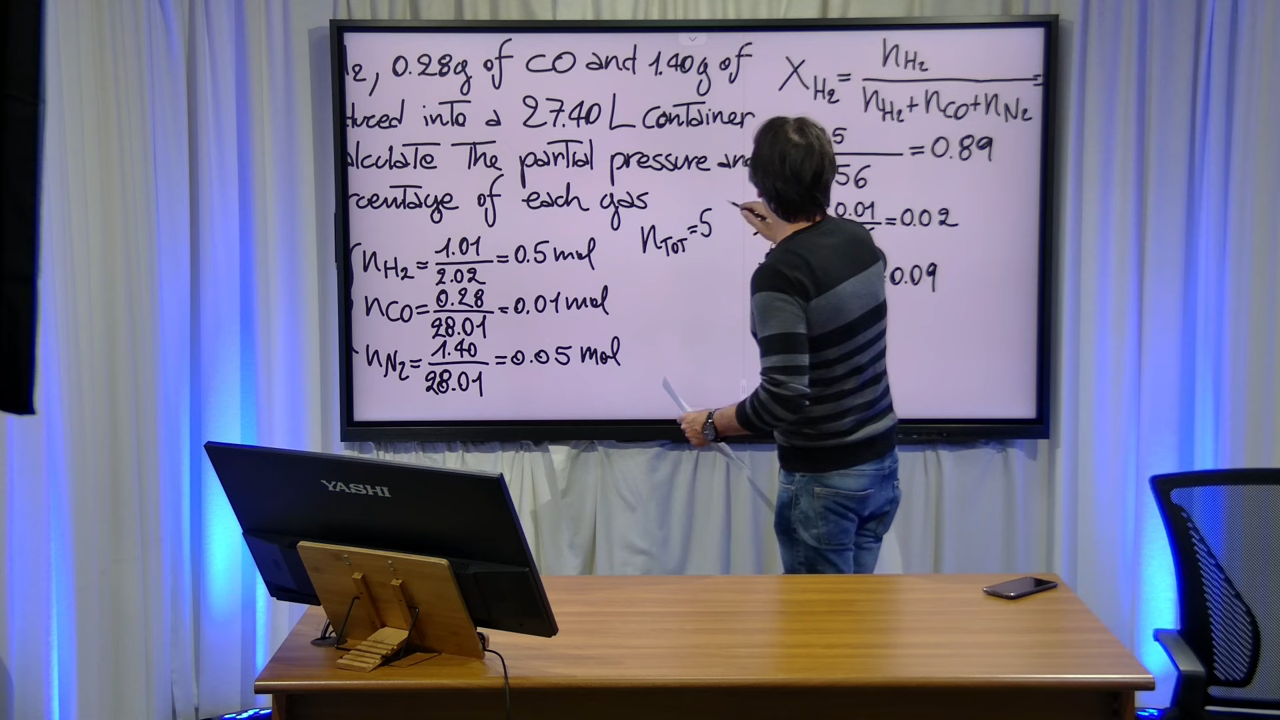 2, 0.28g of CO and 1.40g of
duced into a 27.40 L container
alculate the partial pressure and
rcentage of each gas
nH2 = 1.01/2.02 = 0.5 mol
nCO = 0.28/28.01 = 0.01 mol
nN2 = 1.40/28.01 = 0.05 mol
nTOT = 5
XH2 = nH2/nH2+nCO+nN2 =
5/56 = 0.89
0.01 = 0.02
0.09
YASHI